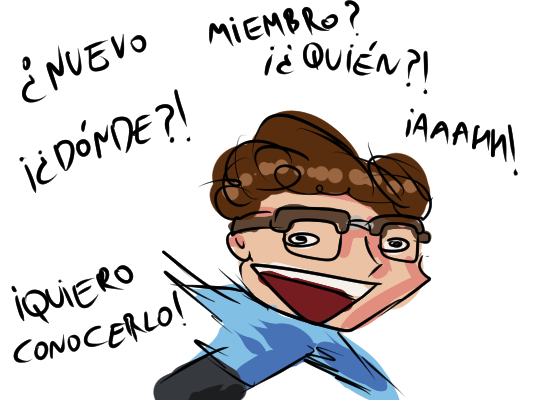 ¿NUEVO
MIEMBRO?
¡¿QUIÉN?!
¡¿DÓNDE?!
¡AAAHH!
¡QUIERO
CONOCERLO!